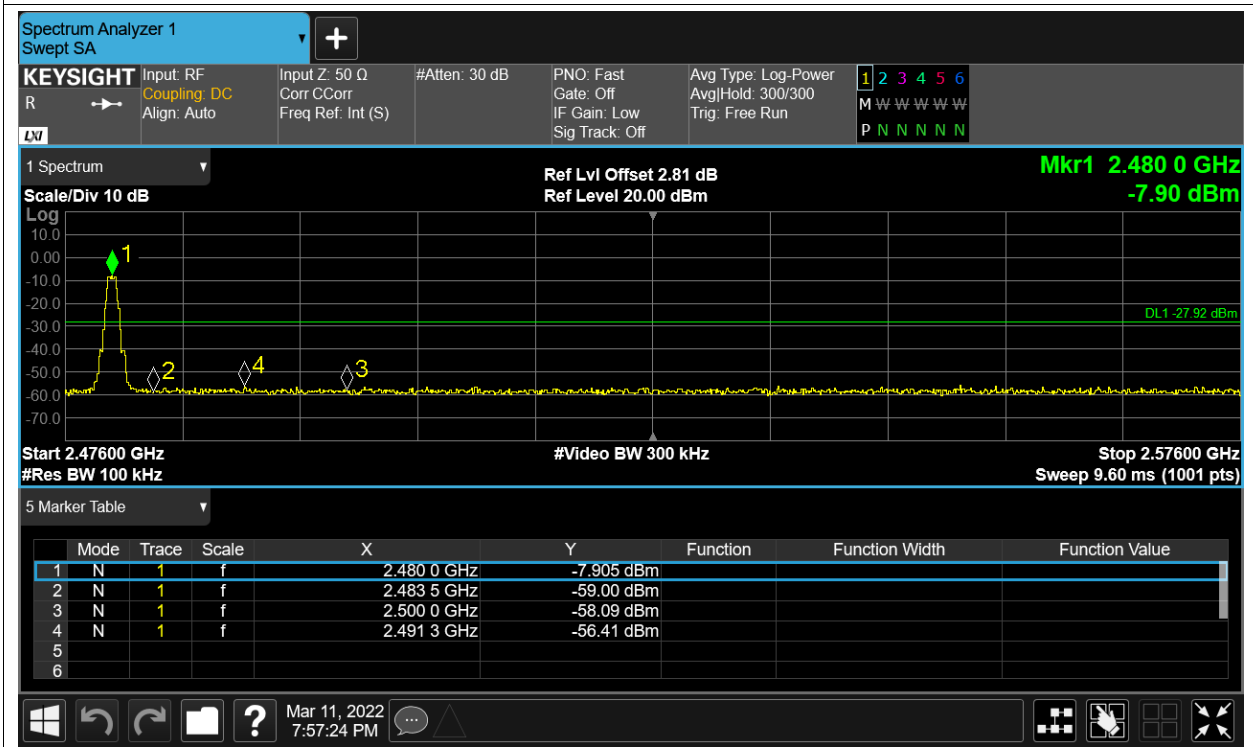 Spectrum Analyzer 1
Swept SA
+
KEYSIGHT Input: RF Input Z: 50 Ω #Atten: 30 dB PNO: Fast Avg Type: Log-Power 1 2 3 4 5 6
R Coupling: DC Corr CCorr Gate: Off Avg|Hold: 300/300 M W W W W W
Align: Auto Freq Ref: Int (S) IF Gain: Low Trig: Free Run
LXI Sig Track: Off P N N N N N
1 Spectrum Ref Lvl Offset 2.81 dB Mkr1 2.480 0 GHz
Scale/Div 10 dB Ref Level 20.00 dBm -7.90 dBm
Log
10.0
0.00 1
-10.0
-20.0
DL1 -27.92 dBm
-30.0
-40.0
-50.0 2 4 3
-60.0
-70.0
Start 2.47600 GHz #Video BW 300 kHz Stop 2.57600 GHz
#Res BW 100 kHz Sweep 9.60 ms (1001 pts)
5 Marker Table
Mode Trace Scale X Y Function Function Width Function Value
1 N 1 f 2.480 0 GHz -7.905 dBm
2 N 1 f 2.483 5 GHz -59.00 dBm
3 N 1 f 2.500 0 GHz -58.09 dBm
4 N 1 f 2.491 3 GHz -56.41 dBm
5
6
? Mar 11, 2022
7:57:24 PM